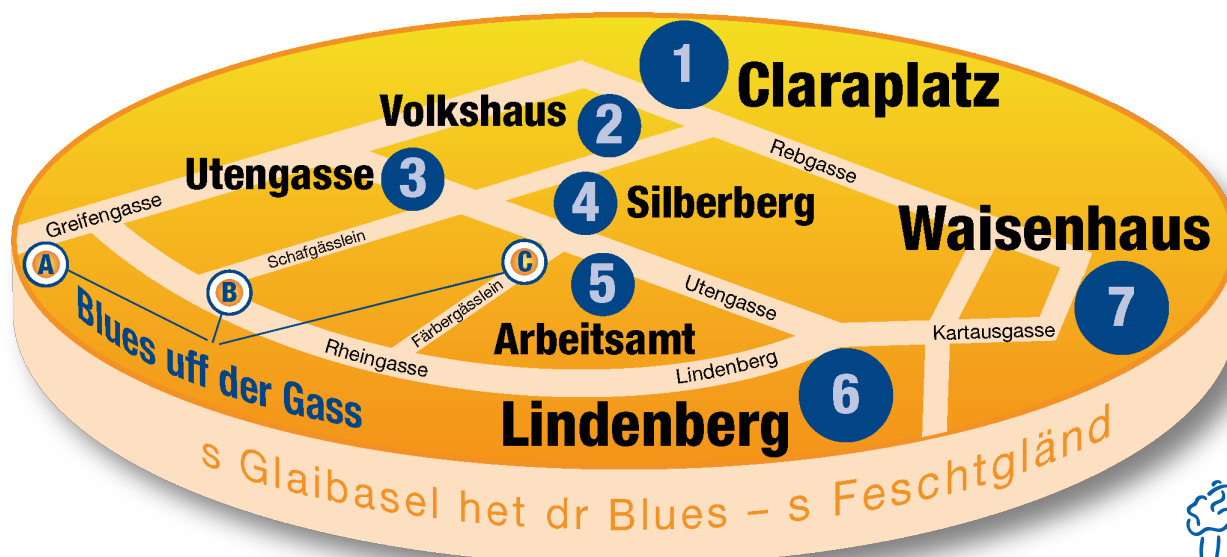 1
Claraplatz
Volkshaus
2
Rebgasse
Utengasse
3
4
Silberberg
Greifengasse
Waisenhaus
Schafgässlein
A
B
C
Färbergässlein
5
Utengasse
7
Kartausgasse
Blues uff der Gass
Rheingasse
Arbeitsamt
Lindenberg
6
Lindenberg
s Glaibasel het dr Blues – s Feschtgländ